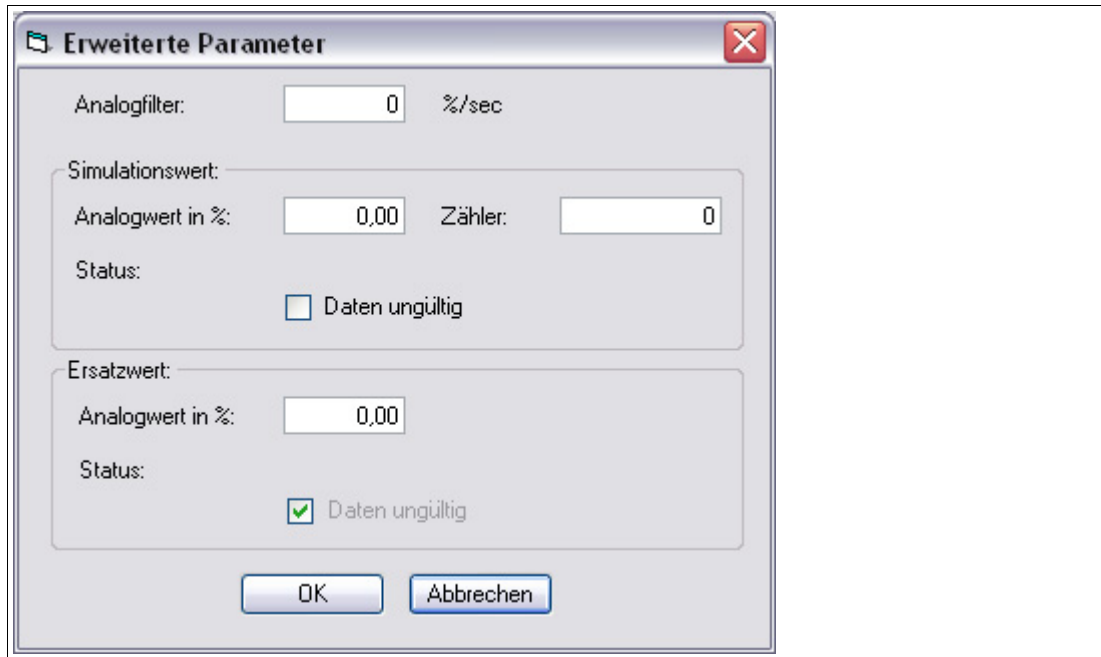 Erweiterte Parameter
Analogfilter: 0 %/sec
Simulationswert:
Analogwert in %: 0,00 Zähler: 0
Status:
Daten ungültig
Ersatzwert:
Analogwert in %: 0,00
Status:
Daten ungültig
OK Abbrechen